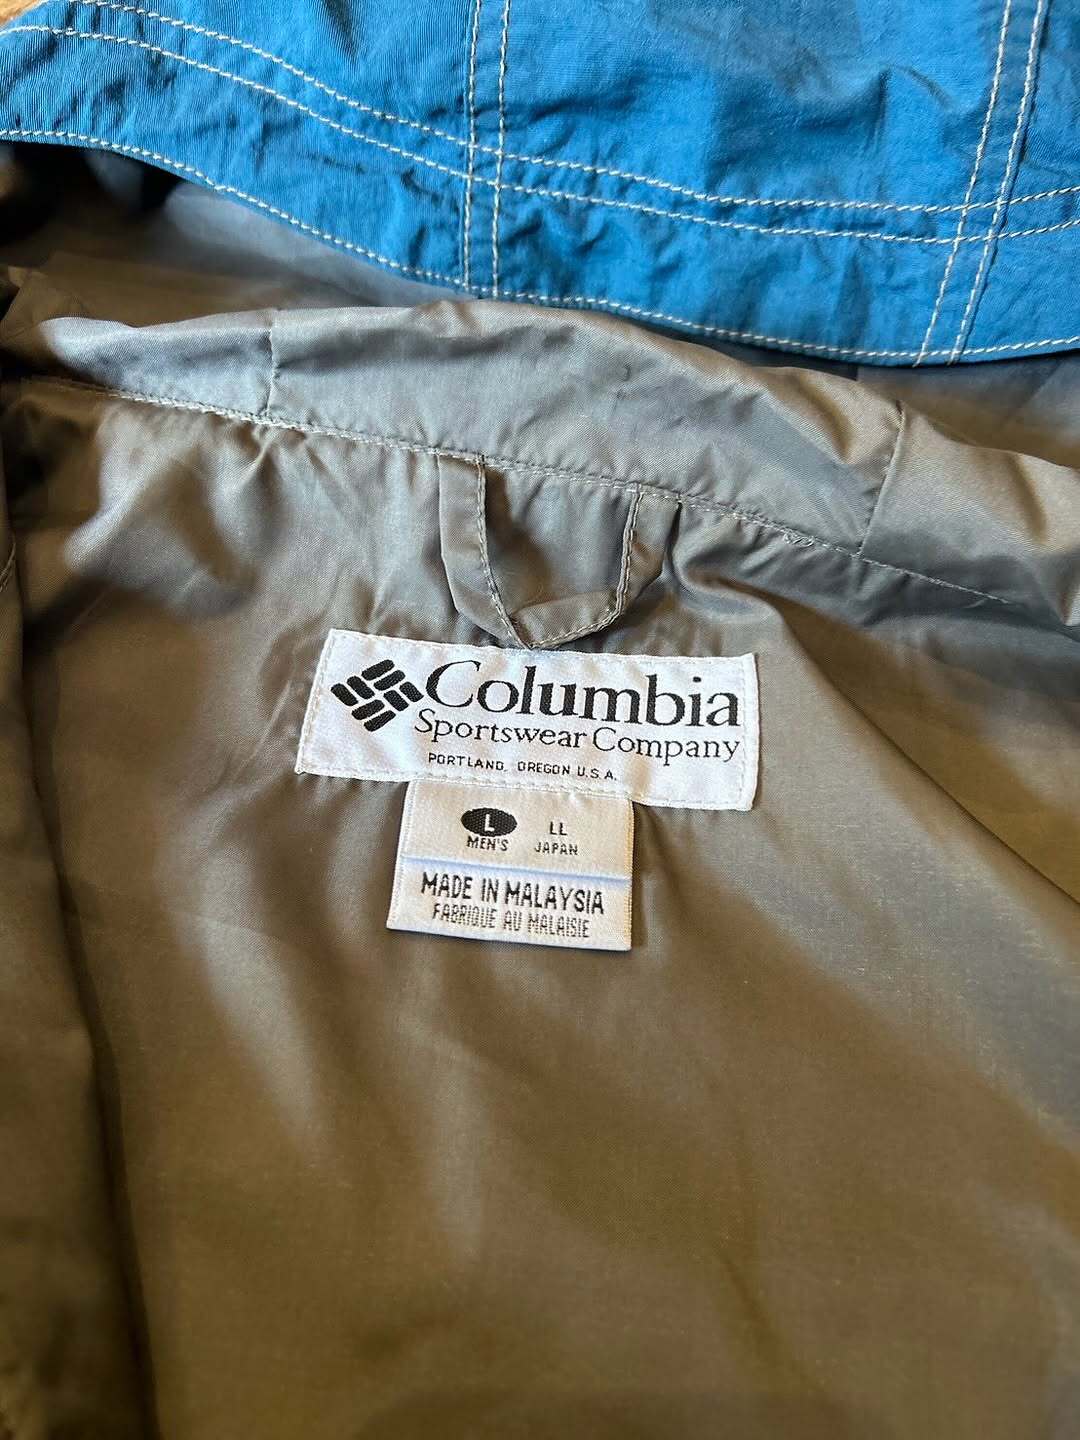 Columbia
Sportswear Company
PORTLAND, OREGON U.S.A.
L LL
MEN'S JAPAN
MADE IN MALAYSIA
FABRIQUE AU MALAISIE